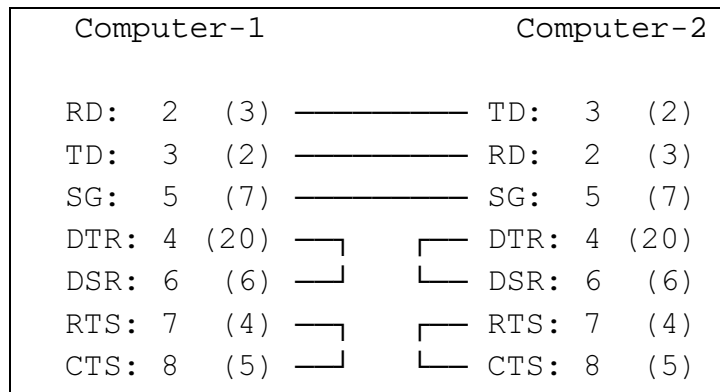 Computer-1 Computer-2
RD: 2 (3) TD: 3 (2)
TD: 3 (2) RD: 2 (3)
SG: 5 (7) SG: 5 (7)
DTR: 4 (20) DTR: 4 (20)
DSR: 6 (6) DSR: 6 (6)
RTS: 7 (4) RTS: 7 (4)
CTS: 8 (5) CTS: 8 (5)